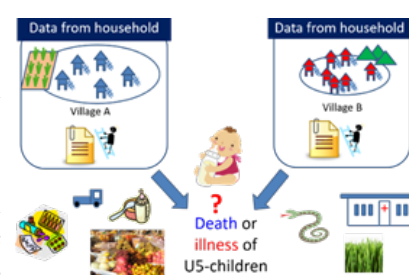 Data from household
Data from household
Village A
Village B
?
Death or
illness of
U5-children